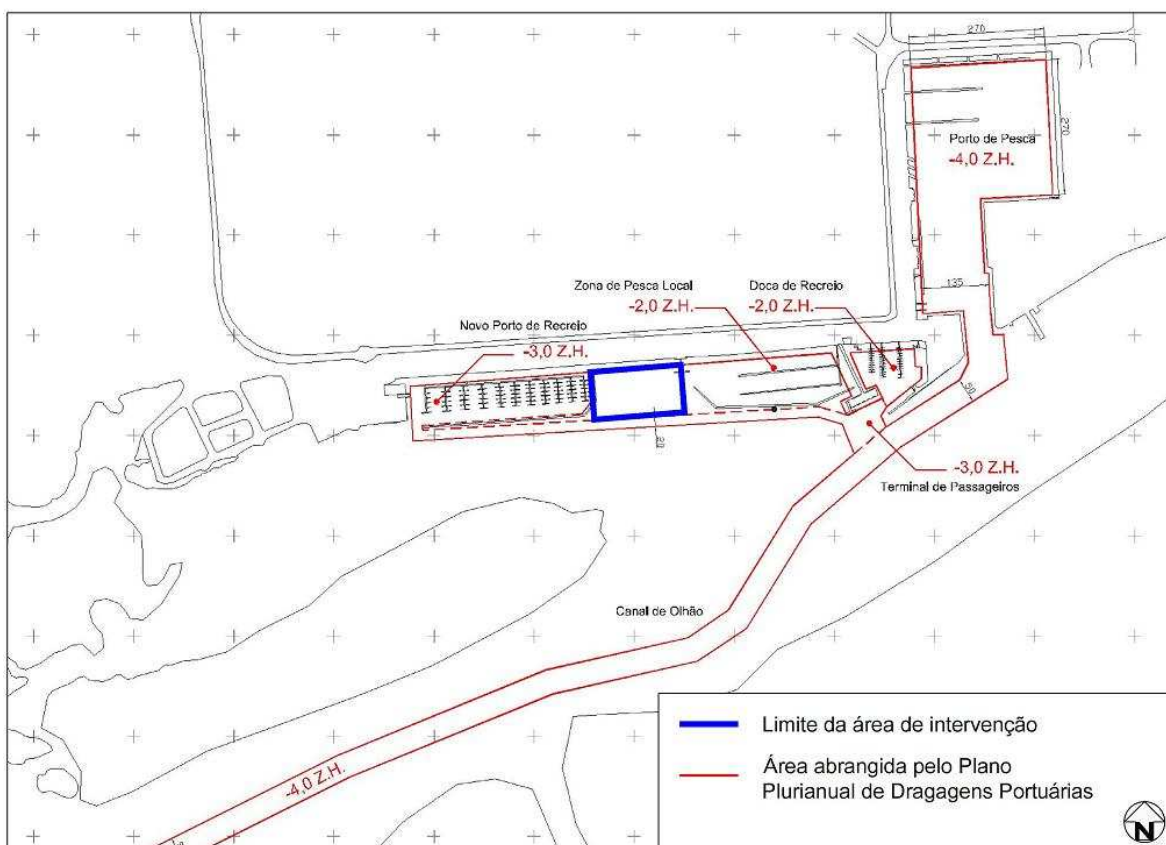 270
Porto de Pesca
-4,0 Z.H.
270
135
Zona de Pesca Local
-2,0 Z.H.
Doca de Recreio
-2,0 Z.H.
Novo Porto de Recreio
-3,0 Z.H.
50
-3,0 Z.H.
Terminal de Passageiros
Canal de Olhão
-4,0 Z.H.
Limite da área de intervenção
Área abrangida pelo Plano
Plurianual de Dragagens Portuárias
N